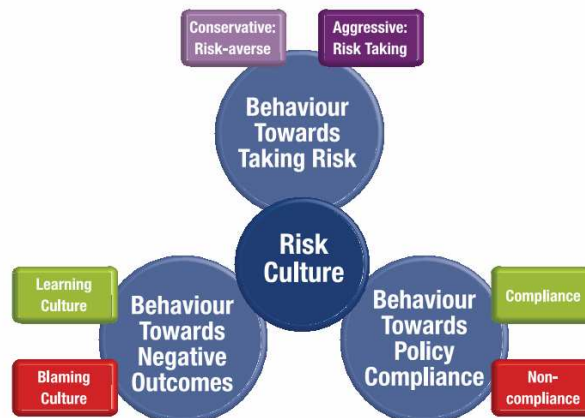 Conservative:
Risk-averse
Aggressive:
Risk Taking
Behaviour
Towards
Taking Risk
Risk
Culture
Learning
Culture
Blaming
Culture
Behaviour
Towards
Negative
Outcomes
Behaviour
Towards
Policy
Compliance
Compliance
Non-
compliance